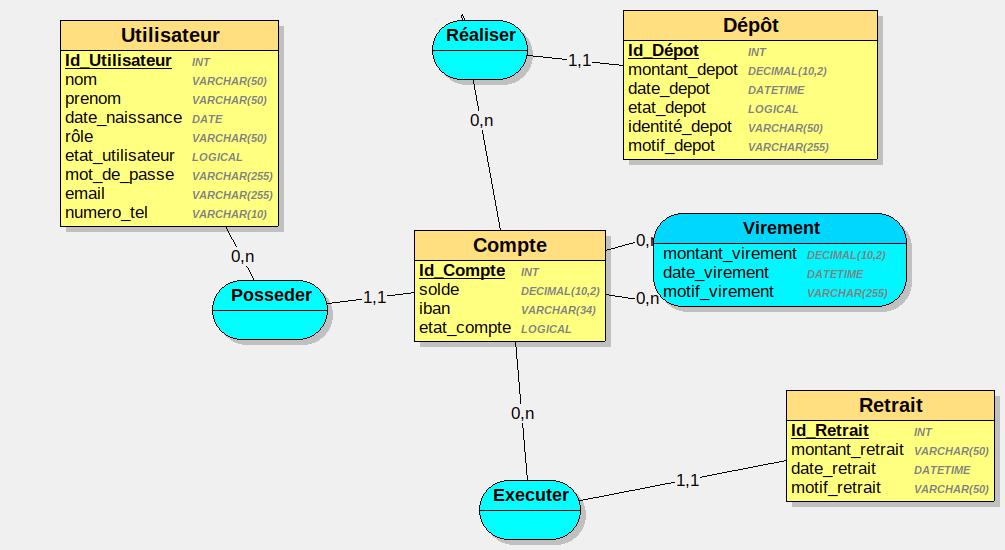 Utilisateur
Id_Utilisateur INT
nom VARCHAR(50)
prenom VARCHAR(50)
date_naissance DATE
rôle VARCHAR(50)
etat_utilisateur LOGICAL
mot_de_passe VARCHAR(255)
email VARCHAR(255)
numero_tel VARCHAR(10)
Réaliser
1,1
0,n
Dépôt
Id_Dépot INT
montant_depot DECIMAL(10,2)
date_depot DATETIME
etat_depot LOGICAL
identité_depot VARCHAR(50)
motif_depot VARCHAR(255)
0,n
Posseder
1,1
Compte
Id_Compte INT
solde DECIMAL(10,2)
iban VARCHAR(34)
etat_compte LOGICAL
0,n
0,n
Virement
montant_virement DECIMAL(10,2)
date_virement DATETIME
motif_virement VARCHAR(255)
0,n
Executer
1,1
Retrait
Id_Retrait INT
montant_retrait VARCHAR(50)
date_retrait DATETIME
motif_retrait VARCHAR(50)